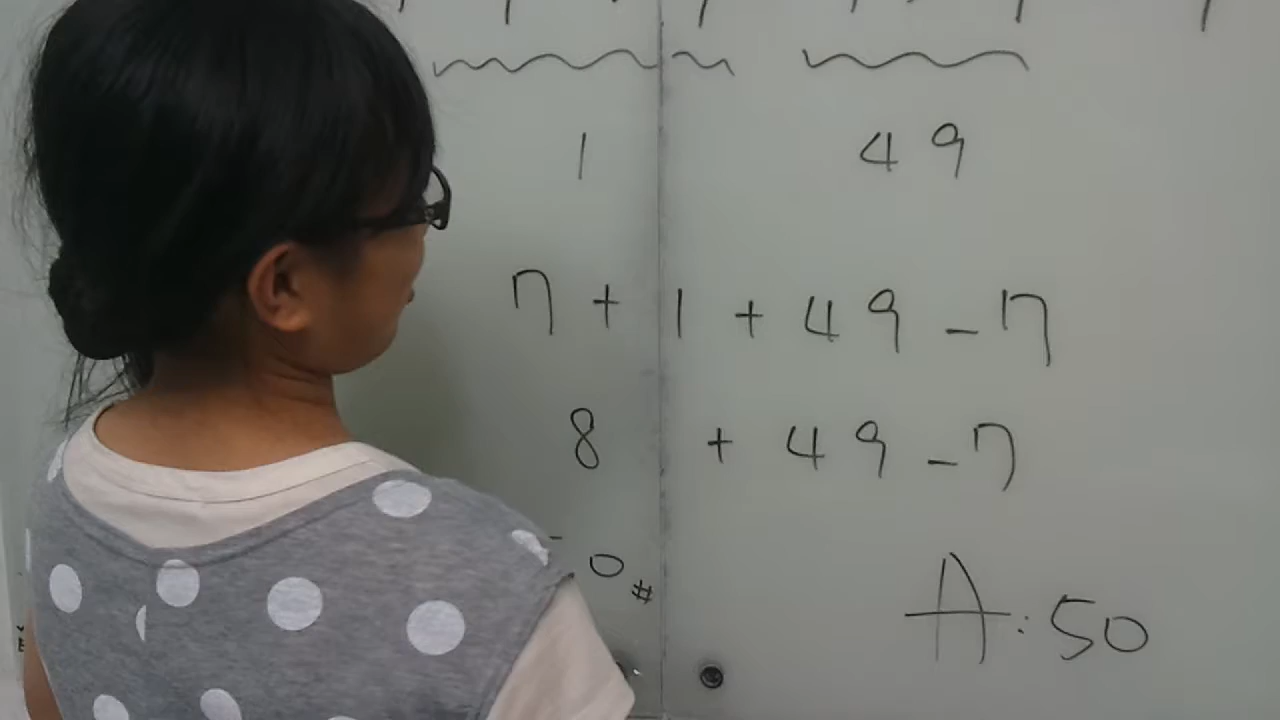 1 49
7 + 1 + 49 - 7
8 + 49 - 7
0 #
A: 50